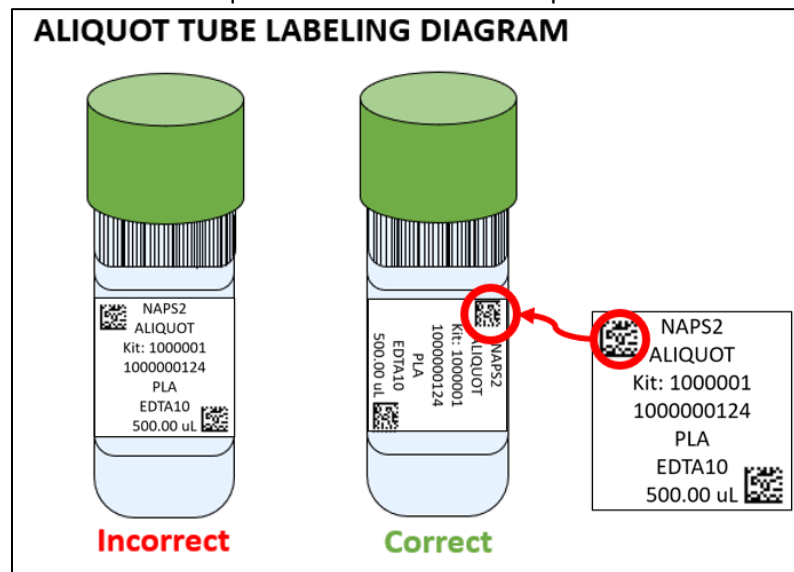 ALIQUOT TUBE LABELING DIAGRAM
NAPS2
ALIQUOT
Kit: 1000001
1000000124
PLA
EDTA10
500.00 uL
Incorrect
NAPS2
ALIQUOT
Kit: 1000001
1000000124
PLA
EDTA10
500.00 uL
Correct
NAPS2
ALIQUOT
Kit: 1000001
1000000124
PLA
EDTA10
500.00 uL